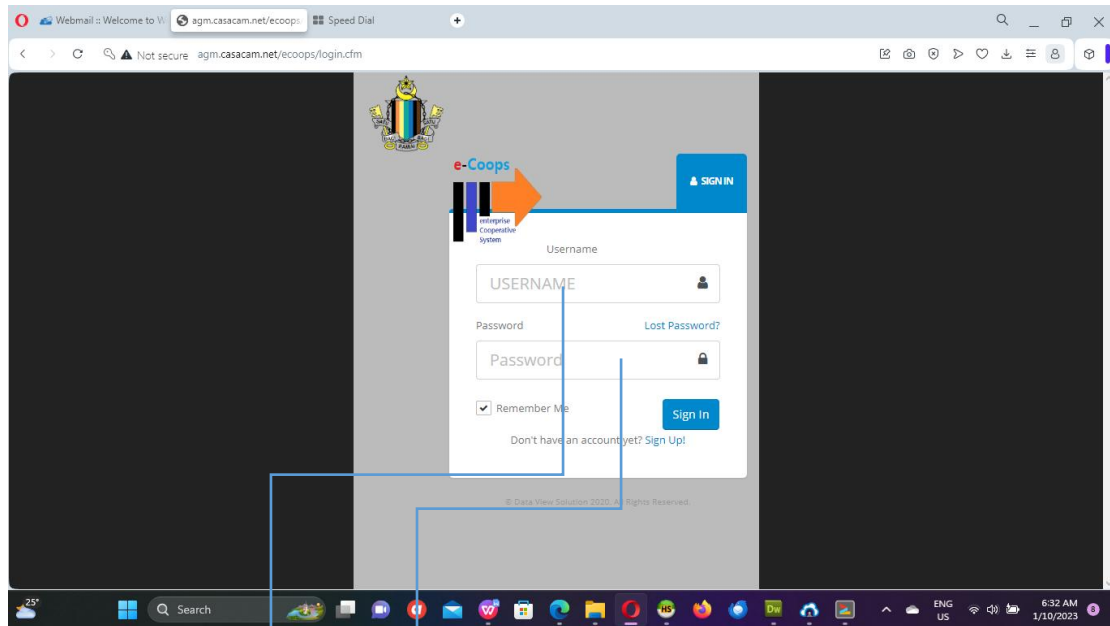 Webmail :: Welcome to W
agm.casacam.net/ecoops
Speed Dial
Not secure agm.casacam.net/ecoops/login.cfm
e-Coops
SIGN IN
enterprise
Cooperative
System
Username
USERNAME
Password
Lost Password?
Password
Remember Me
Sign In
Don't have an account yet? Sign Up!
© Data View Solution 2020. All Rights Reserved.
25°
Search
ENG
US
6:32 AM
1/10/2023
8